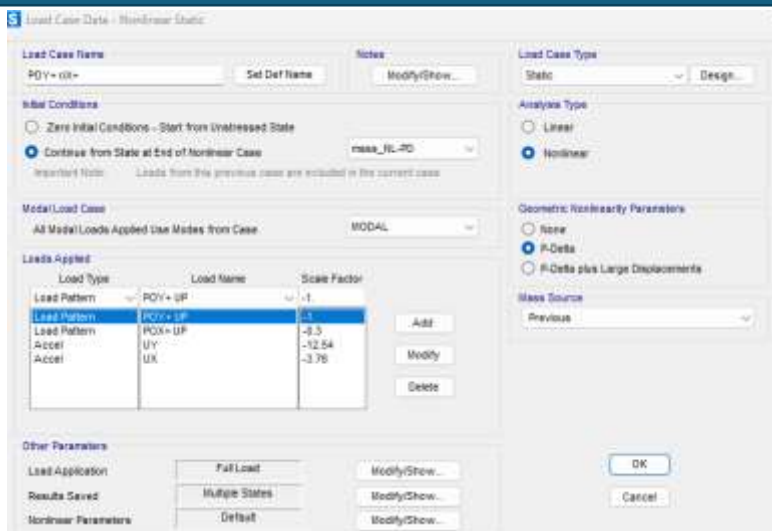 Load Case Data - Nonlinear Static
Load Case Name
Set Def Name
Notes
Modify/Show...
Load Case Type
Static
Design...
Initial Conditions
Zero Initial Conditions - Start from Unstressed State
Continue from State at End of Nonlinear Case
Important Note: Loads from this previous case are included in the current case
Analysis Type
Linear
Nonlinear
Modal Load Case
All Modal Loads Applied Use Modes from Case
MODAL
Geometric Nonlinearity Parameters
None
P-Delta
P-Delta plus Large Displacements
Loads Applied
Load Type Load Name Scale Factor
Load Pattern POY+ UP -1.
Load Pattern POY+ UP -1.
Load Pattern POX+ UP -0.3
Accel UY -12.54
Accel UX -3.76
Add
Modify
Delete
Mass Source
Previous
Other Parameters
Load Application Full Load Modify/Show...
Results Saved Multiple States Modify/Show...
Nonlinear Parameters Default Modify/Show...
OK
Cancel